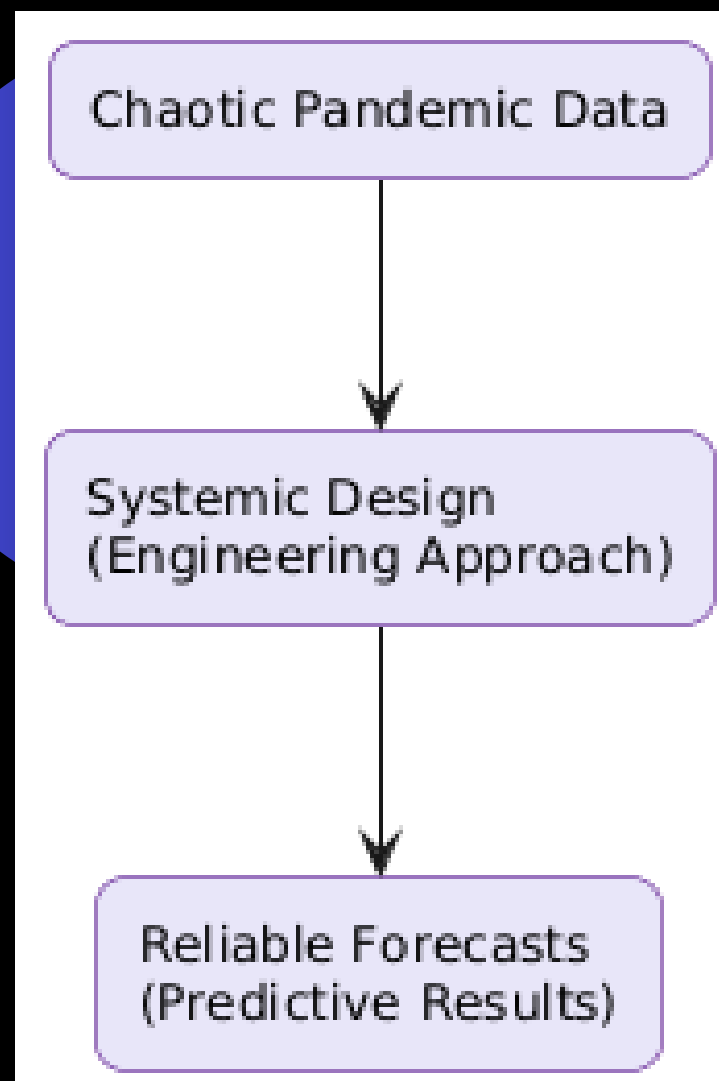 Chaotic Pandemic Data
Systemic Design
(Engineering Approach)
Reliable Forecasts
(Predictive Results)